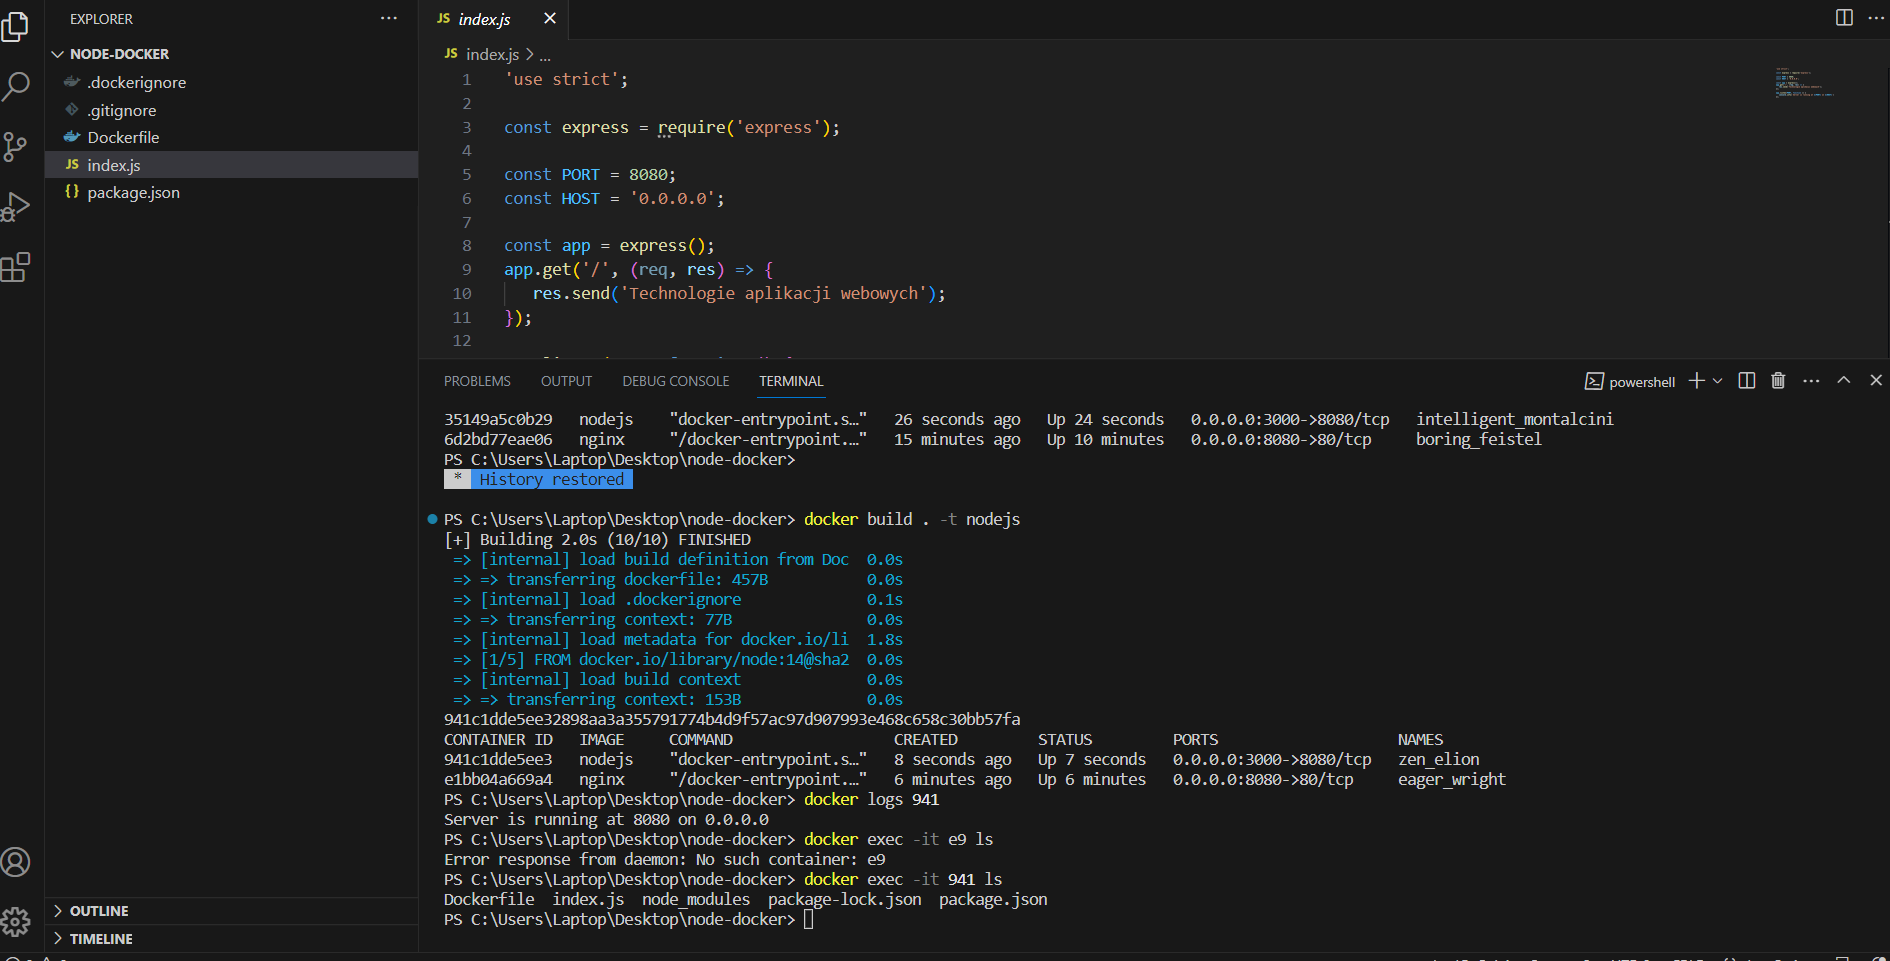 EXPLORER
NODE-DOCKER
.dockerignore
.gitignore
Dockerfile
JS index.js
{} package.json
OUTLINE
TIMELINE
JS index.js
JS index.js > ...
1 'use strict';
2
3 const express = require('express');
4
5 const PORT = 8080;
6 const HOST = '0.0.0.0';
7
8 const app = express();
9 app.get('/', (req, res) => {
10 res.send('Technologie aplikacji webowych');
11 });
12
PROBLEMS OUTPUT DEBUG CONSOLE TERMINAL powershell
35149a5c0b29 nodejs "docker-entrypoint.s…" 26 seconds ago Up 24 seconds 0.0.0.0:3000->8080/tcp intelligent_montalcini
6d2bd77eae06 nginx "/docker-entrypoint.…" 15 minutes ago Up 10 minutes 0.0.0.0:8080->80/tcp boring_feistel
PS C:\Users\Laptop\Desktop\node-docker>
* History restored
PS C:\Users\Laptop\Desktop\node-docker> docker build . -t nodejs
[+] Building 2.0s (10/10) FINISHED
=> [internal] load build definition from Doc 0.0s
=> => transferring dockerfile: 457B 0.0s
=> [internal] load .dockerignore 0.1s
=> => transferring context: 77B 0.0s
=> [internal] load metadata for docker.io/li 1.8s
=> [1/5] FROM docker.io/library/node:14@sha2 0.0s
=> [internal] load build context 0.0s
=> => transferring context: 153B 0.0s
941c1dde5ee32898aa3a355791774b4d9f57ac97d907993e468c658c30bb57fa
CONTAINER ID IMAGE COMMAND CREATED STATUS PORTS NAMES
941c1dde5ee3 nodejs "docker-entrypoint.s…" 8 seconds ago Up 7 seconds 0.0.0.0:3000->8080/tcp zen_elion
e1bb04a669a4 nginx "/docker-entrypoint.…" 6 minutes ago Up 6 minutes 0.0.0.0:8080->80/tcp eager_wright
PS C:\Users\Laptop\Desktop\node-docker> docker logs 941
Server is running at 8080 on 0.0.0.0
PS C:\Users\Laptop\Desktop\node-docker> docker exec -it e9 ls
Error response from daemon: No such container: e9
PS C:\Users\Laptop\Desktop\node-docker> docker exec -it 941 ls
Dockerfile index.js node_modules package-lock.json package.json
PS C:\Users\Laptop\Desktop\node-docker>